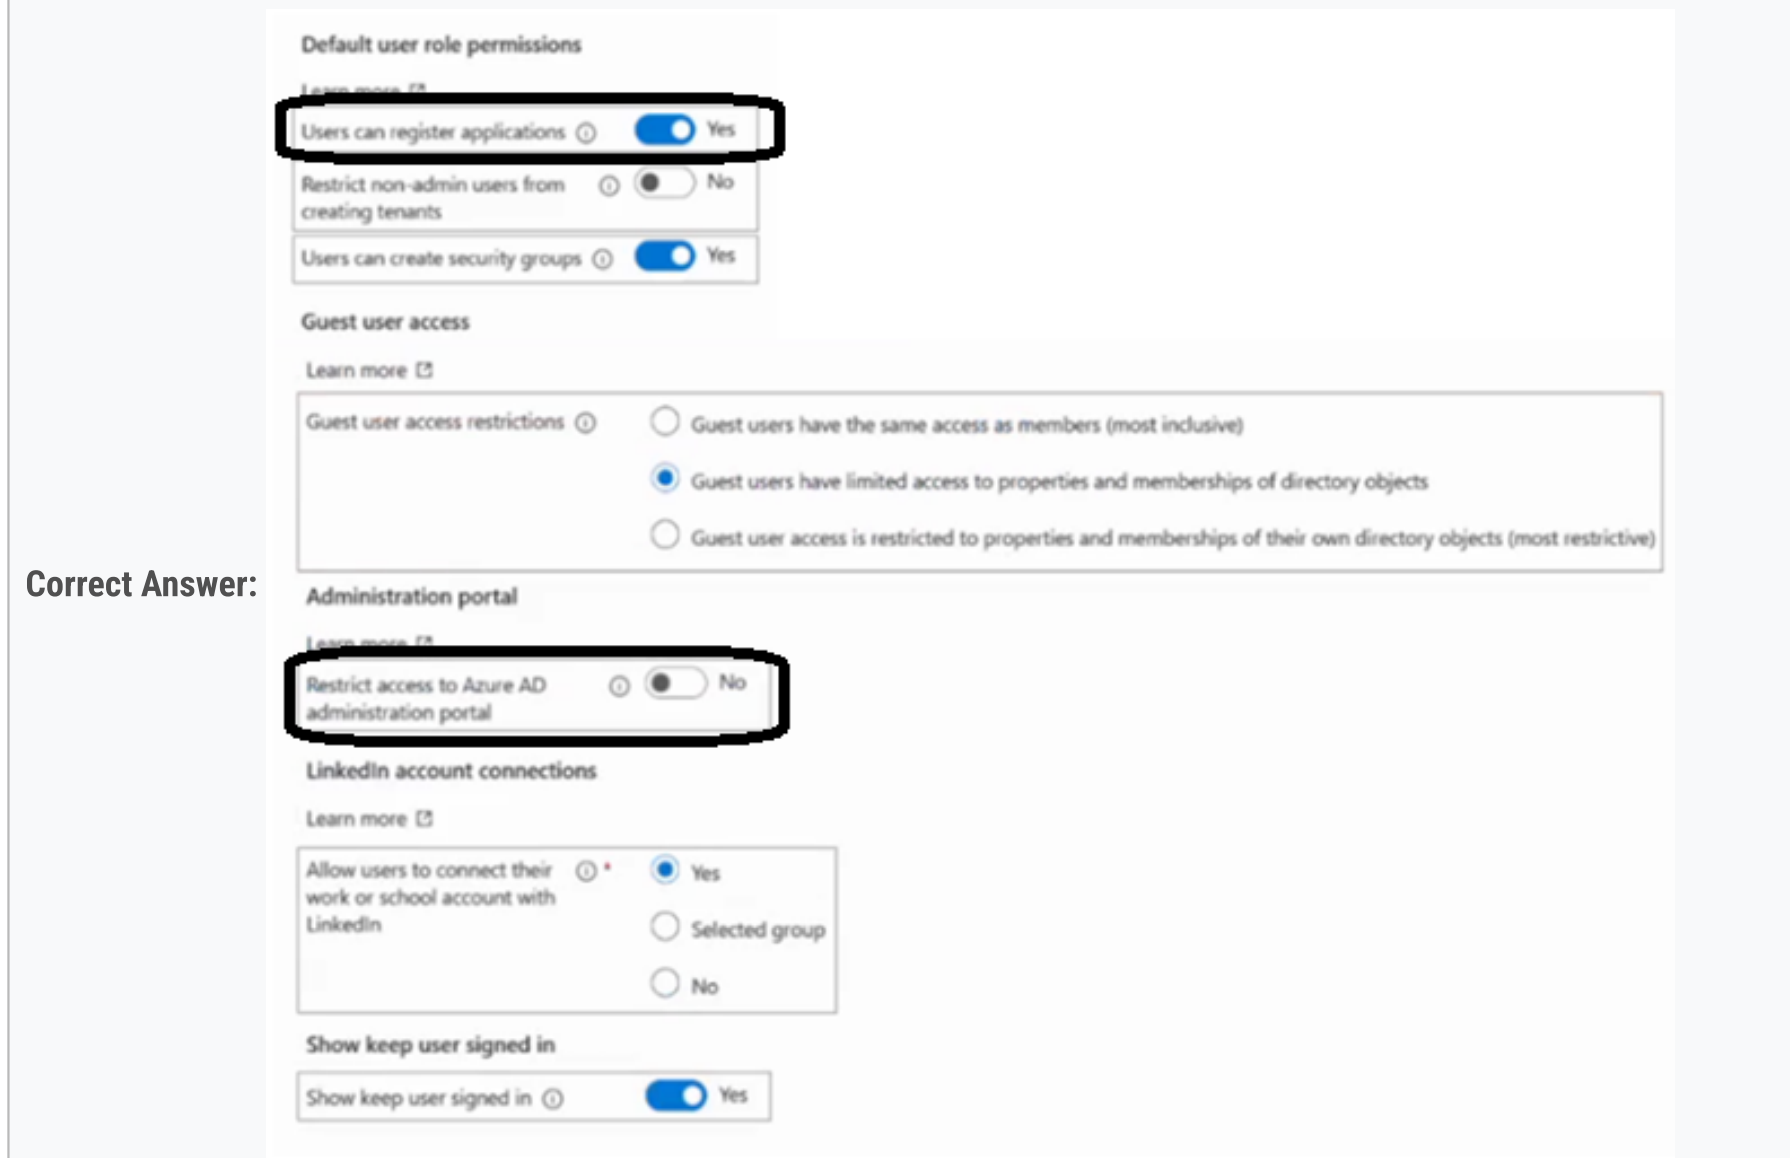 Default user role permissions
Learn more
Users can register applications Yes
Restrict non-admin users from No
creating tenants
Users can create security groups Yes
Guest user access
Learn more
Guest user access restrictions Guest users have the same access as members (most inclusive)
Guest users have limited access to properties and memberships of directory objects
Guest user access is restricted to properties and memberships of their own directory objects (most restrictive)
Correct Answer:
Administration portal
Learn more
Restrict access to Azure AD No
administration portal
LinkedIn account connections
Learn more
Allow users to connect their * Yes
work or school account with
LinkedIn
Selected group
No
Show keep user signed in
Show keep user signed in Yes